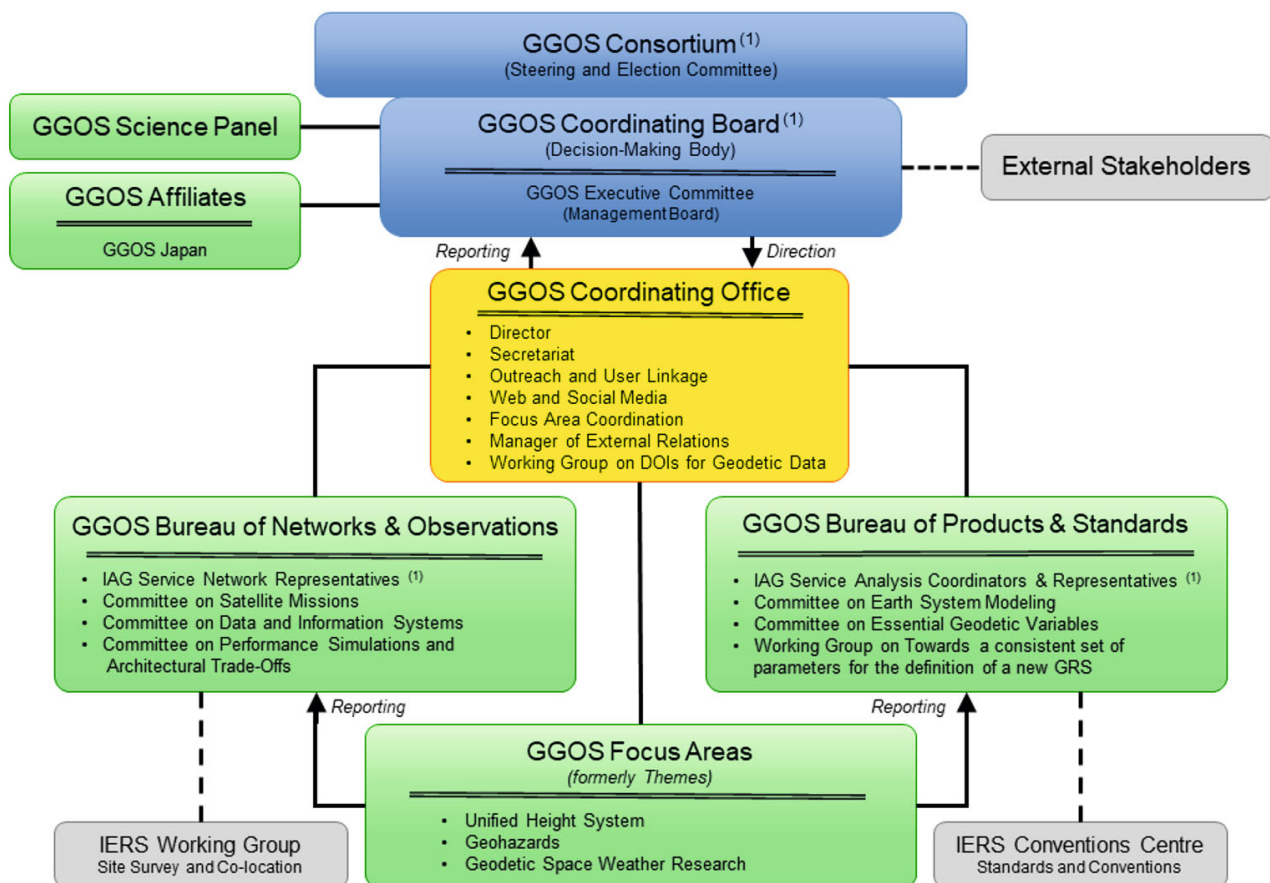 GGOS Consortium (1)
(Steering and Election Committee)
GGOS Science Panel
GGOS Coordinating Board (1)
(Decision-Making Body)
GGOS Executive Committee
(Management Board)
External Stakeholders
GGOS Affiliates
GGOS Japan
Reporting
Direction
GGOS Coordinating Office
• Director
• Secretariat
• Outreach and User Linkage
• Web and Social Media
• Focus Area Coordination
• Manager of External Relations
• Working Group on DOIs for Geodetic Data
GGOS Bureau of Networks & Observations
• IAG Service Network Representatives (1)
• Committee on Satellite Missions
• Committee on Data and Information Systems
• Committee on Performance Simulations and
Architectural Trade-Offs
GGOS Bureau of Products & Standards
• IAG Service Analysis Coordinators & Representatives (1)
• Committee on Earth System Modeling
• Committee on Essential Geodetic Variables
• Working Group on Towards a consistent set of
parameters for the definition of a new GRS
Reporting
Reporting
GGOS Focus Areas
(formerly Themes)
• Unified Height System
• Geohazards
• Geodetic Space Weather Research
IERS Working Group
Site Survey and Co-location
IERS Conventions Centre
Standards and Conventions